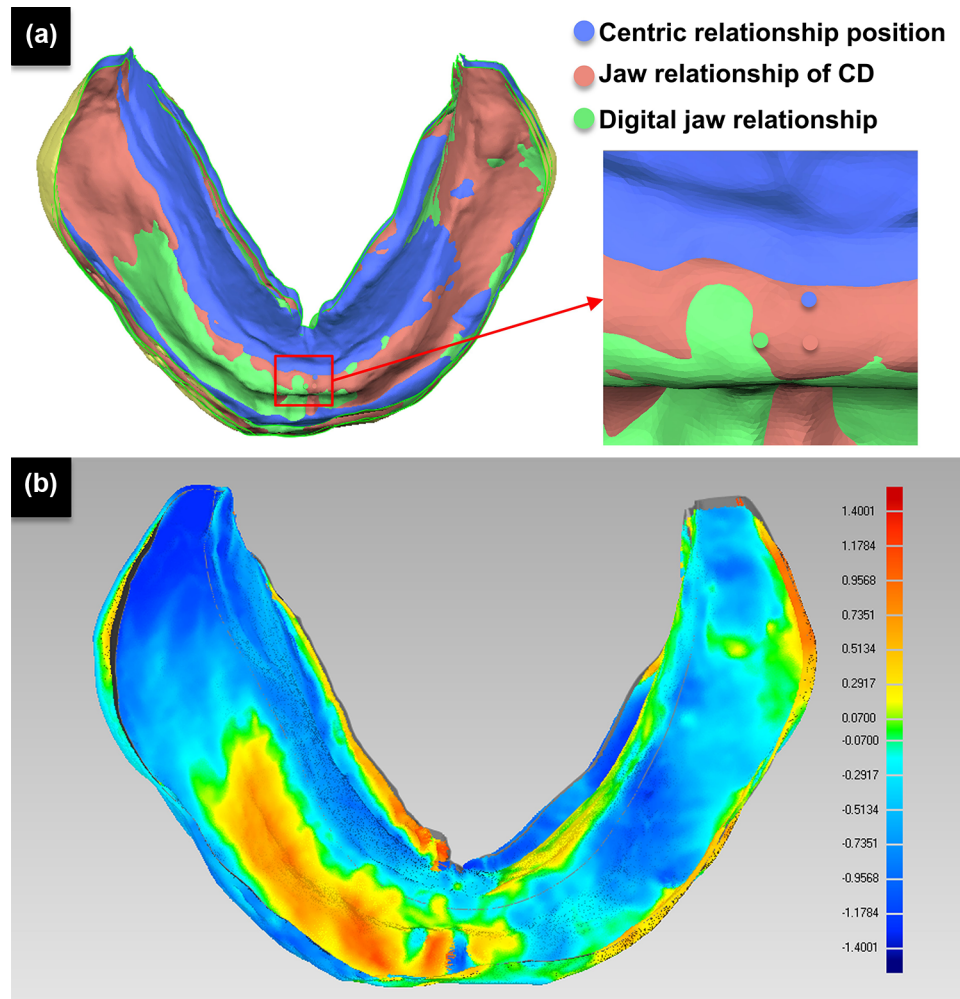 (a)
Centric relationship position
Jaw relationship of CD
Digital jaw relationship
(b)
1.4001
1.1784
0.9568
0.7351
0.5134
0.2917
0.0700
-0.0700
-0.2917
-0.5134
-0.7351
-0.9568
-1.1784
-1.4001